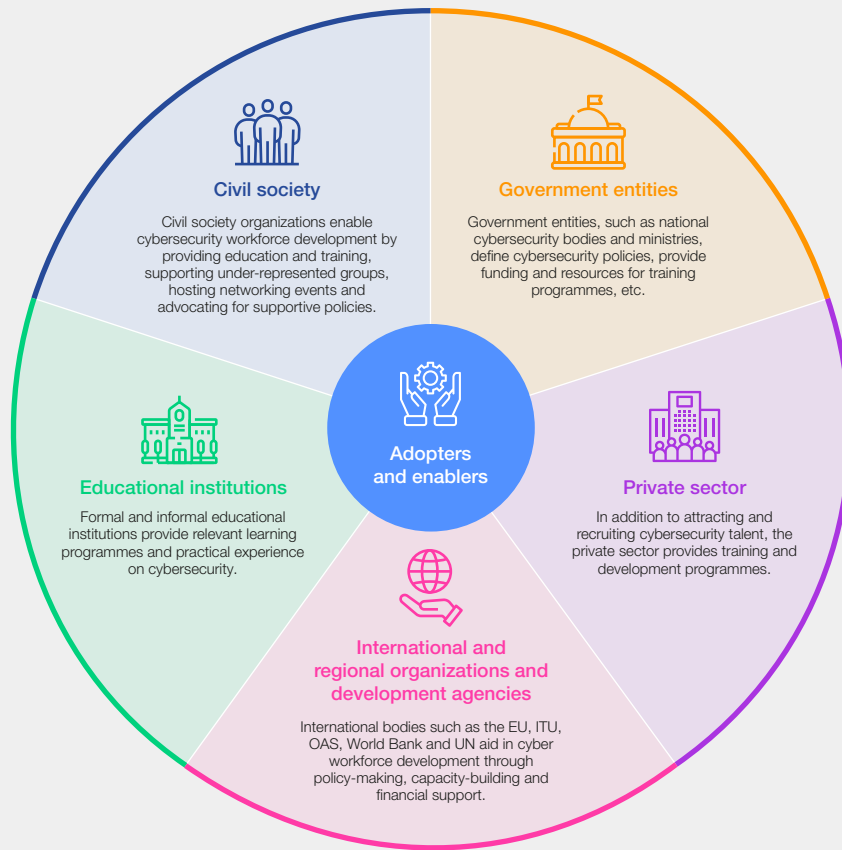 Civil society
Civil society organizations enable
cybersecurity workforce development by
providing education and training,
supporting under-represented groups,
hosting networking events and
advocating for supportive policies.
Government entities
Government entities, such as national
cybersecurity bodies and ministries,
define cybersecurity policies, provide
funding and resources for training
programmes, etc.
Adopters
and enablers
Educational institutions
Formal and informal educational
institutions provide relevant learning
programmes and practical experience
on cybersecurity.
Private sector
In addition to attracting and
recruiting cybersecurity talent, the
private sector provides training and
development programmes.
International and
regional organizations and
development agencies
International bodies such as the EU, ITU,
OAS, World Bank and UN aid in cyber
workforce development through
policy-making, capacity-building and
financial support.